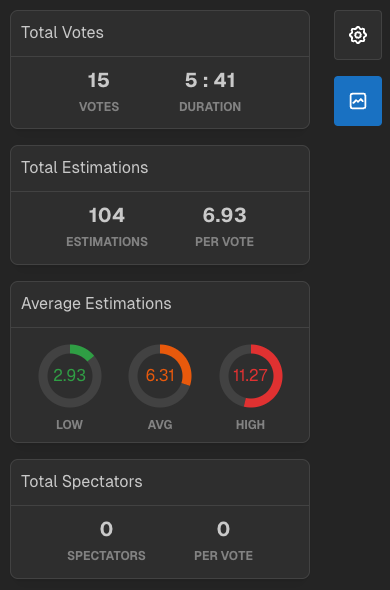 Total Votes
15 5 : 41
VOTES DURATION
Total Estimations
104 6.93
ESTIMATIONS PER VOTE
Average Estimations
2.93 6.31 11.27
LOW AVG HIGH
Total Spectators
0 0
SPECTATORS PER VOTE